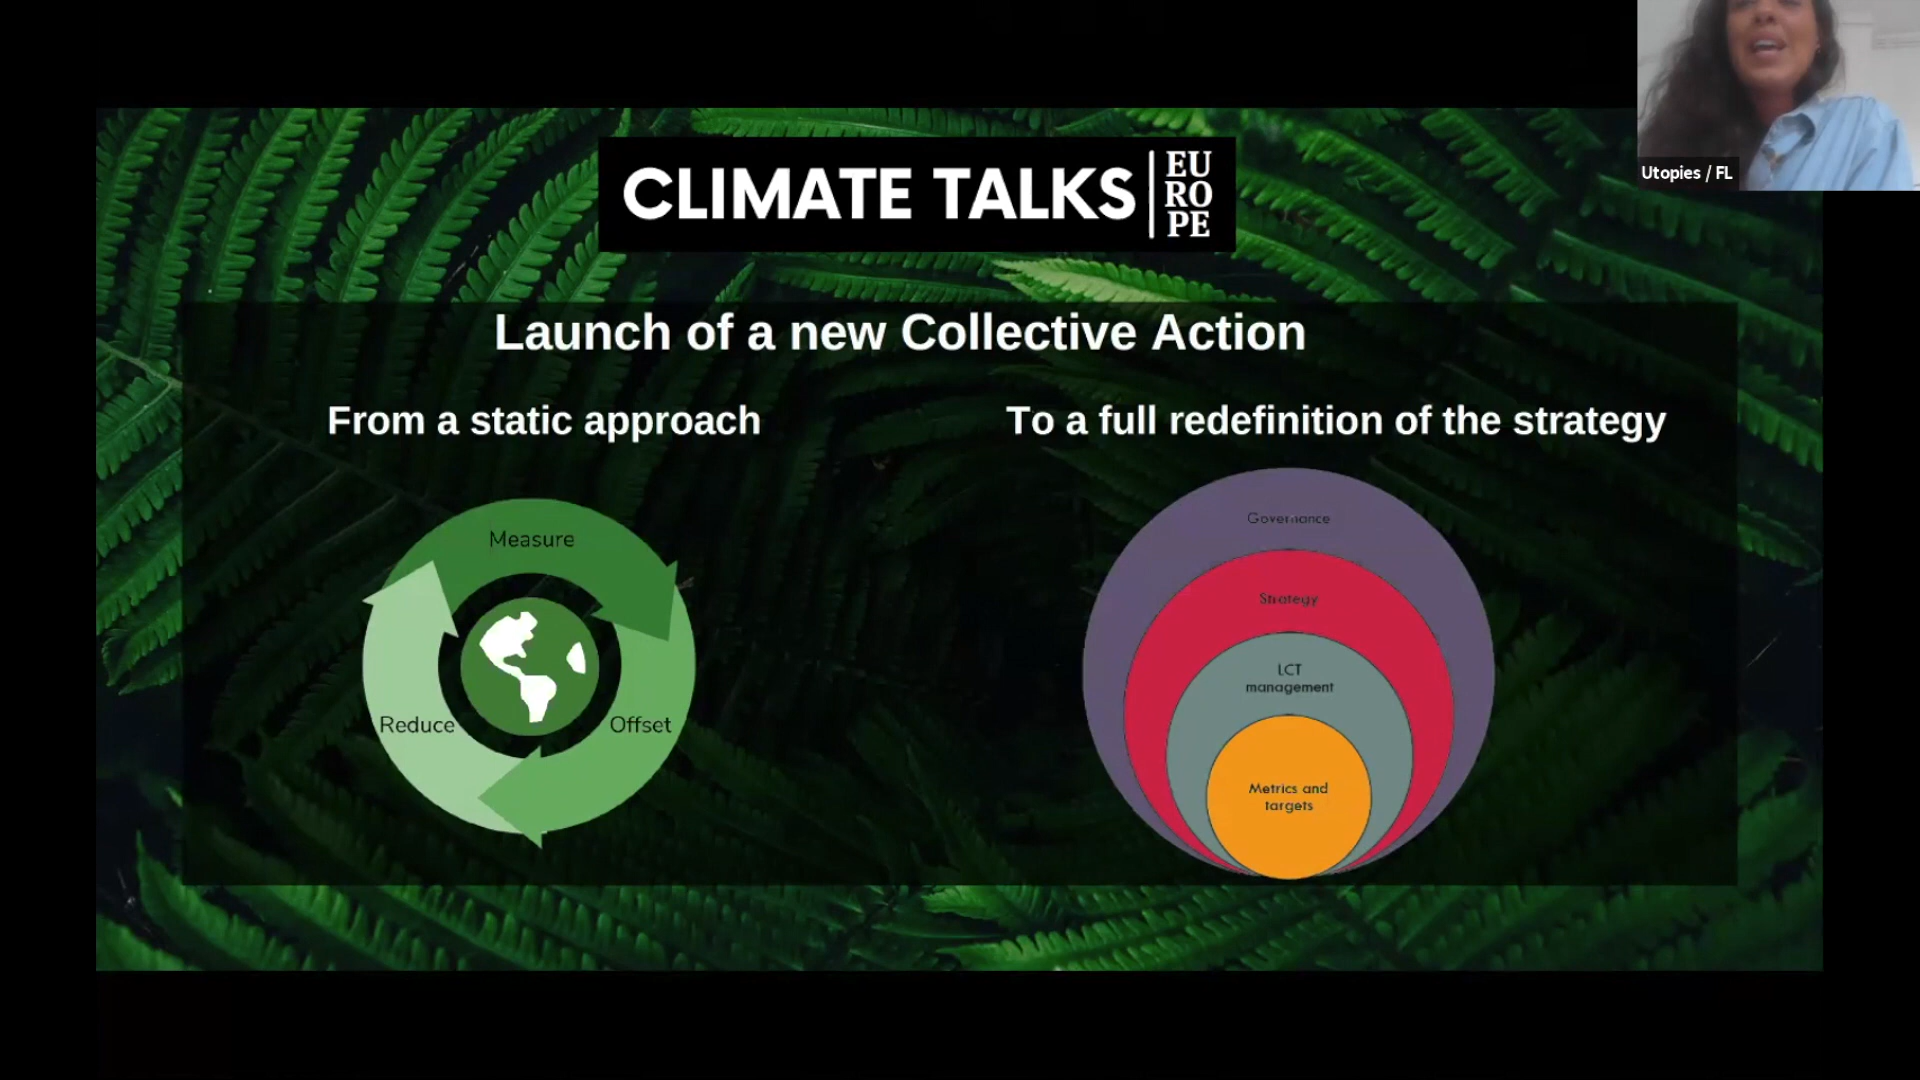 CLIMATE TALKS
EU
RO
PE
Utopies / FL
Launch of a new Collective Action
From a static approach
To a full redefinition of the strategy
Measure
Reduce
Offset
Governance
Strategy
LCT
management
Metrics and
targets